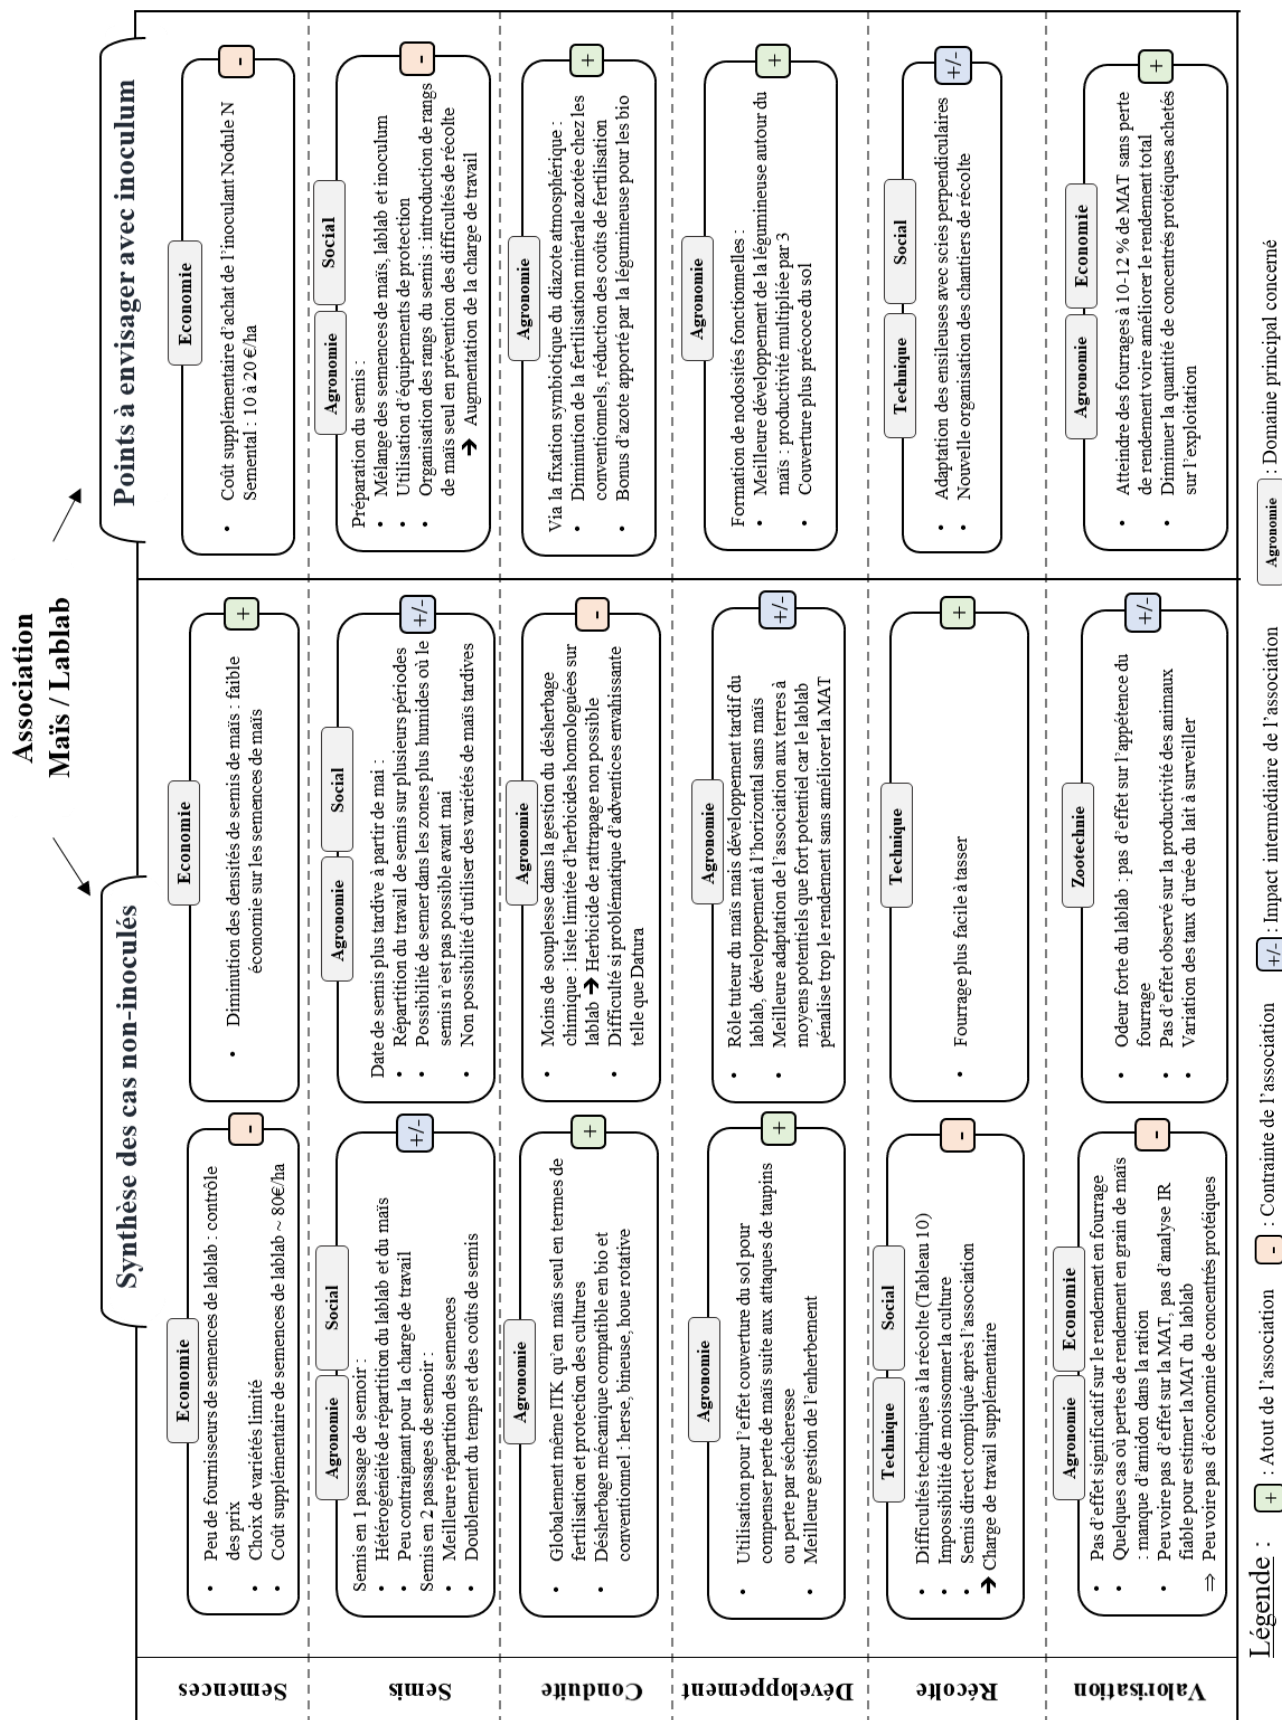 Association
Maïs / Lablab
Synthèse des cas non-inoculés
Points à envisager avec inoculum
Semences
Economie
-
Peu de fournisseurs de semences de lablab : contrôle
des prix
Choix de variétés limité
Coût supplémentaire de semences de lablab ~ 80€/ha
Economie
+
Diminution des densités de semis de maïs : faible
économie sur les semences de maïs
Economie
-
Coût supplémentaire d'achat de l'inoculant Nodule N
Semental : 10 à 20 €/ha
Semis
Agronomie
Social
+/-
Semis en 1 passage de semoir :
Hétérogénéité de répartition du lablab et du maïs
Peu contraignant pour la charge de travail
Semis en 2 passages de semoir :
Meilleure répartition des semences
Doublement du temps et des coûts de semis
Agronomie
Social
+/-
Date de semis plus tardive à partir de mai :
Répartition du travail de semis sur plusieurs périodes
Possibilité de semer dans les zones plus humides où le
semis n'est pas possible avant mai
Non possibilité d'utiliser des variétés de maïs tardives
Agronomie
Social
-
Préparation du semis :
Mélange des semences de maïs, lablab et inoculum
Utilisation d'équipements de protection
Organisation des rangs du semis : introduction de rangs
de maïs seul en prévention des difficultés de récolte
➔ Augmentation de la charge de travail
Conduite
Agronomie
+
Globalement même ITK qu'en maïs seul en termes de
fertilisation et protection des cultures
Désherbage mécanique compatible en bio et
conventionnel : herse, bineuse, houe rotative
Agronomie
-
Moins de souplesse dans la gestion du désherbage
chimique : liste limitée d'herbicides homologuées sur
lablab ➔ Herbicide de rattrapage non possible
Difficulté si problématique d'adventices envahissante
telle que Datura
Agronomie
+
Via la fixation symbiotique du diazote atmosphérique :
Diminution de la fertilisation minérale azotée chez les
conventionnels, réduction des coûts de fertilisation
Bonus d'azote apporté par la légumineuse pour les bio
Développement
Agronomie
+
Utilisation pour l'effet couverture du sol pour
compenser perte de maïs suite aux attaques de taupins
ou perte par sécheresse
Meilleure gestion de l'enherbement
Agronomie
+/-
Rôle tuteur du maïs mais développement tardif du
lablab, développement à l'horizontal sans maïs
Meilleure adaptation de l'association aux terres à
moyens potentiels que fort potentiel car le lablab
pénalise trop le rendement sans améliorer la MAT
Agronomie
+
Formation de nodosités fonctionnelles :
Meilleure développement de la légumineuse autour du
maïs : productivité multipliée par 3
Couverture plus précoce du sol
Récolte
Technique
Social
-
Difficultés techniques à la récolte (Tableau 10)
Impossibilité de moissonner la culture
Semis direct compliqué après l'association
➔ Charge de travail supplémentaire
Technique
+
Fourrage plus facile à tasser
Technique
Social
+/-
Adaptation des ensileuses avec scies perpendiculaires
Nouvelle organisation des chantiers de récolte
Valorisation
Agronomie
Economie
-
Pas d'effet significatif sur le rendement en fourrage
Quelques cas où pertes de rendement en grain de maïs
: manque d'amidon dans la ration
Peu voire pas d'effet sur la MAT, pas d'analyse IR
fiable pour estimer la MAT du lablab
⇒ Peu voire pas d'économie de concentrés protéiques
Zootechnie
+/-
Odeur forte du lablab : pas d'effet sur l'appétence du
fourrage
Pas d'effet observé sur la productivité des animaux
Variation des taux d'urée du lait à surveiller
Agronomie
Economie
+
Atteindre des fourrages à 10-12 % de MAT sans perte
de rendement voire améliorer le rendement total
Diminuer la quantité de concentrés protéiques achetés
sur l'exploitation
Légende :
+ : Atout de l'association
- : Contrainte de l'association
+/- : Impact intermédiaire de l'association
Agronomie : Domaine principal concerné